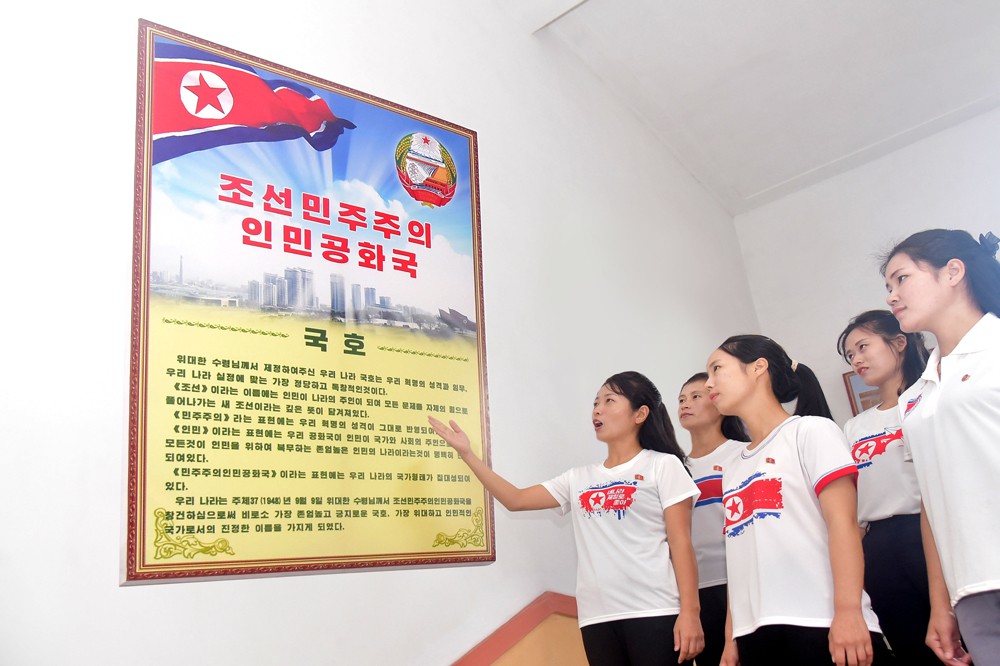 조선민주주의
인민공화국
국 호
위대한 수령님께서 제정하여주신 우리 나라 국호는 우리 혁명의 성격과 임무,
우리 나라 실정에 맞는 가장 정당하고 독창적인것이다.
《조선》이라는 이름에는 인민이 나라의 주인이 되여 모든 문제를 자체의 힘으로
풀어나가는 새 조선이라는 깊은 뜻이 담겨져있다.
《민주주의》라는 표현에는 우리 혁명의 성격이 그대로
《인민》이라는 표현에는 우리 공화국이 인민이 국가와 사회의
모든것이 인민을 위하여 복무하는 존엄높은 인민의 나라이라는것이
되여있다.
《민주주의인민공화국》이라는 표현에는 우리 나라의 국가형태가 집대성되여
있다.
우리 나라는 주체37(1948)년 9월 9일 위대한 수령님께서 조선민주주의인민공화국을
창건하심으로써 비로소 가장 존엄높고 긍지로운 국호, 가장 위대하고 인민적인
국가로서의 진정한 이름을 가지게 되였다.